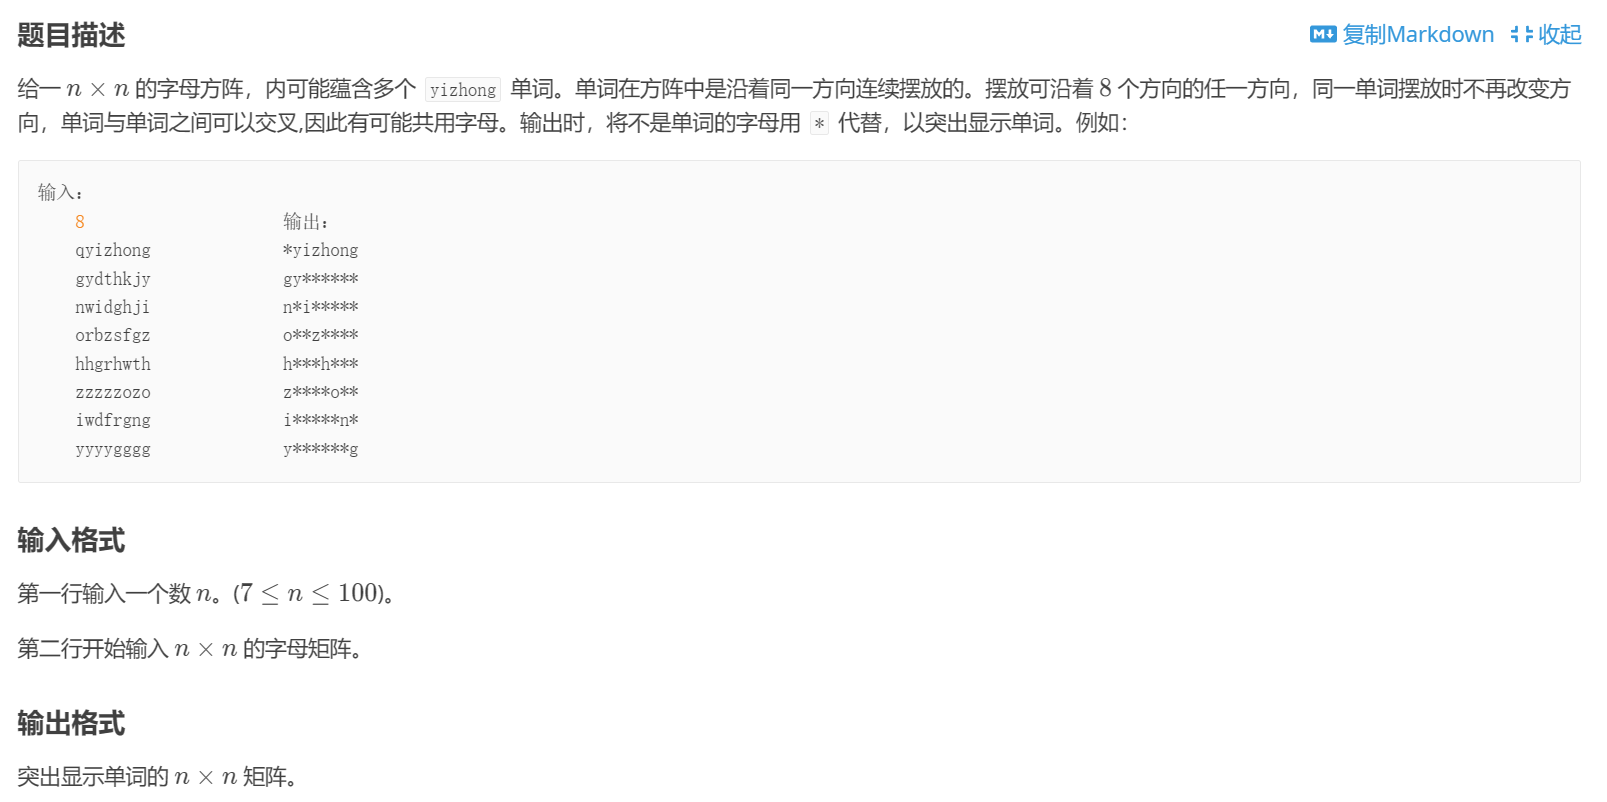 题目描述 复制Markdown 收起
给一 n × n 的字母方阵，内可能蕴含多个 yizhong 单词。单词在方阵中是沿着同一方向连续摆放的。摆放可沿着 8 个方向的任一方向，同一单词摆放时不再改变方
向，单词与单词之间可以交叉,因此有可能共用字母。输出时，将不是单词的字母用 * 代替，以突出显示单词。例如：
输入：
8 输出：
qyizhong *yizhong
gydthkjy gy******
nwidghji n*i*****
orbzsfgz o**z****
hhgrhwth h***h***
zzzzzozo z****o**
iwdfrgng i*****n*
yyyygggg y******g
输入格式
第一行输入一个数 n。(7 ≤ n ≤ 100)。
第二行开始输入 n × n 的字母矩阵。
输出格式
突出显示单词的 n × n 矩阵。